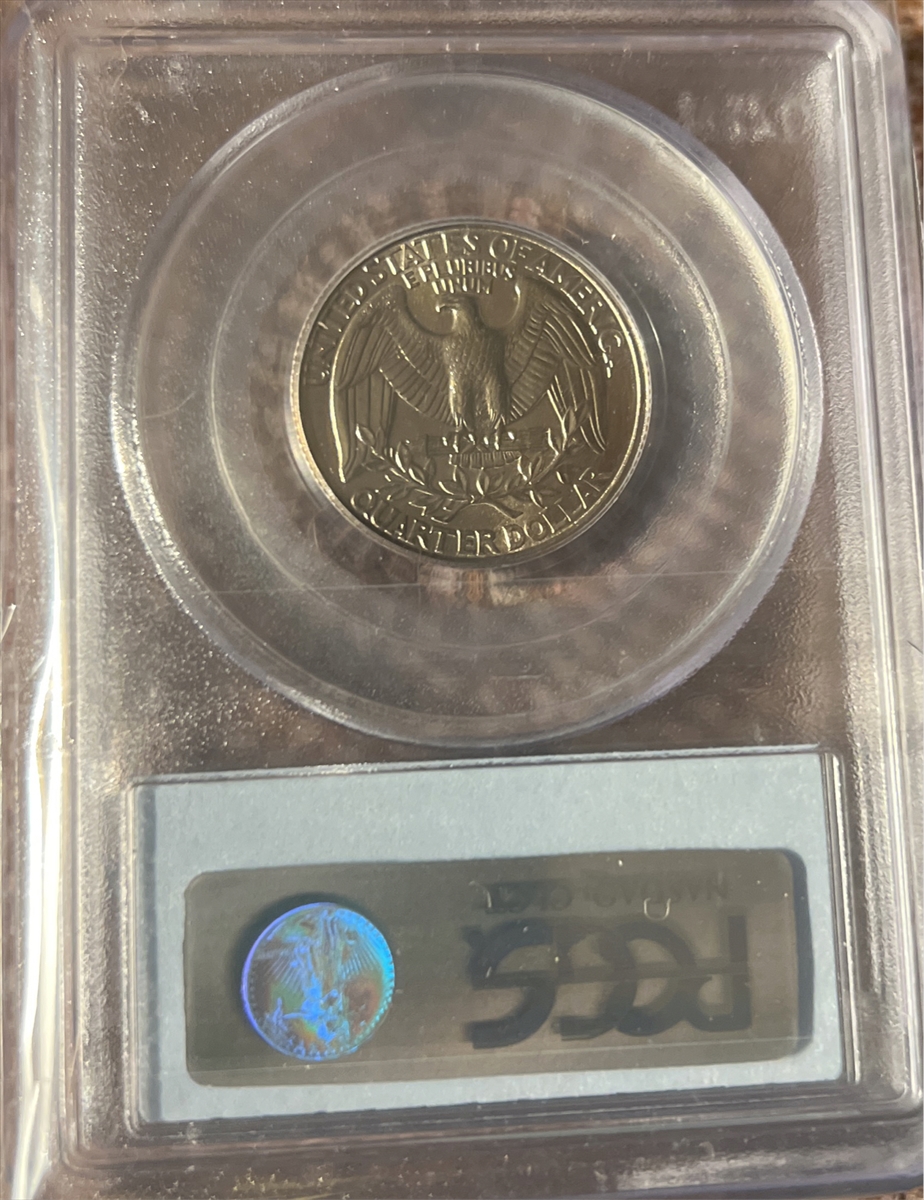 UNITED STATES OF AMERICA
E PLURIBUS
UNUM
QUARTER DOLLAR
PCGS